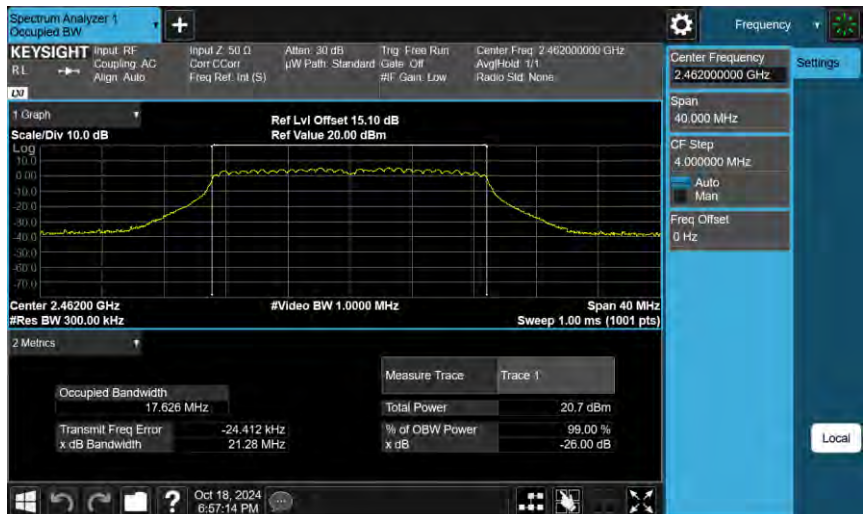 Spectrum Analyzer 1
Occupied BW
+
Frequency
KEYSIGHT Input: RF
RL
Coupling: AC
Align: Auto
Input Z: 50 Ω
Corr CCorr
Freq Ref: Int (S)
Atten: 30 dB
µW Path: Standard
Trig: Free Run
Gate: Off
#IF Gain: Low
Center Freq: 2.462000000 GHz
Avg|Hold: 1/1
Radio Std: None
LXI
Center Frequency
2.462000000 GHz
Settings
Span
40.000 MHz
CF Step
4.000000 MHz
Auto
Man
Freq Offset
0 Hz
Local
1 Graph
Scale/Div 10.0 dB
Ref Lvl Offset 15.10 dB
Ref Value 20.00 dBm
Log
10.0
0.00
-10.0
-20.0
-30.0
-40.0
-50.0
-60.0
-70.0
Center 2.46200 GHz
#Video BW 1.0000 MHz
Span 40 MHz
#Res BW 300.00 kHz
Sweep 1.00 ms (1001 pts)
2 Metrics
Measure Trace
Trace 1
Occupied Bandwidth
17.626 MHz
Total Power
20.7 dBm
Transmit Freq Error
-24.412 kHz
% of OBW Power
99.00 %
x dB Bandwidth
21.28 MHz
x dB
-26.00 dB
?
Oct 18, 2024
6:57:14 PM